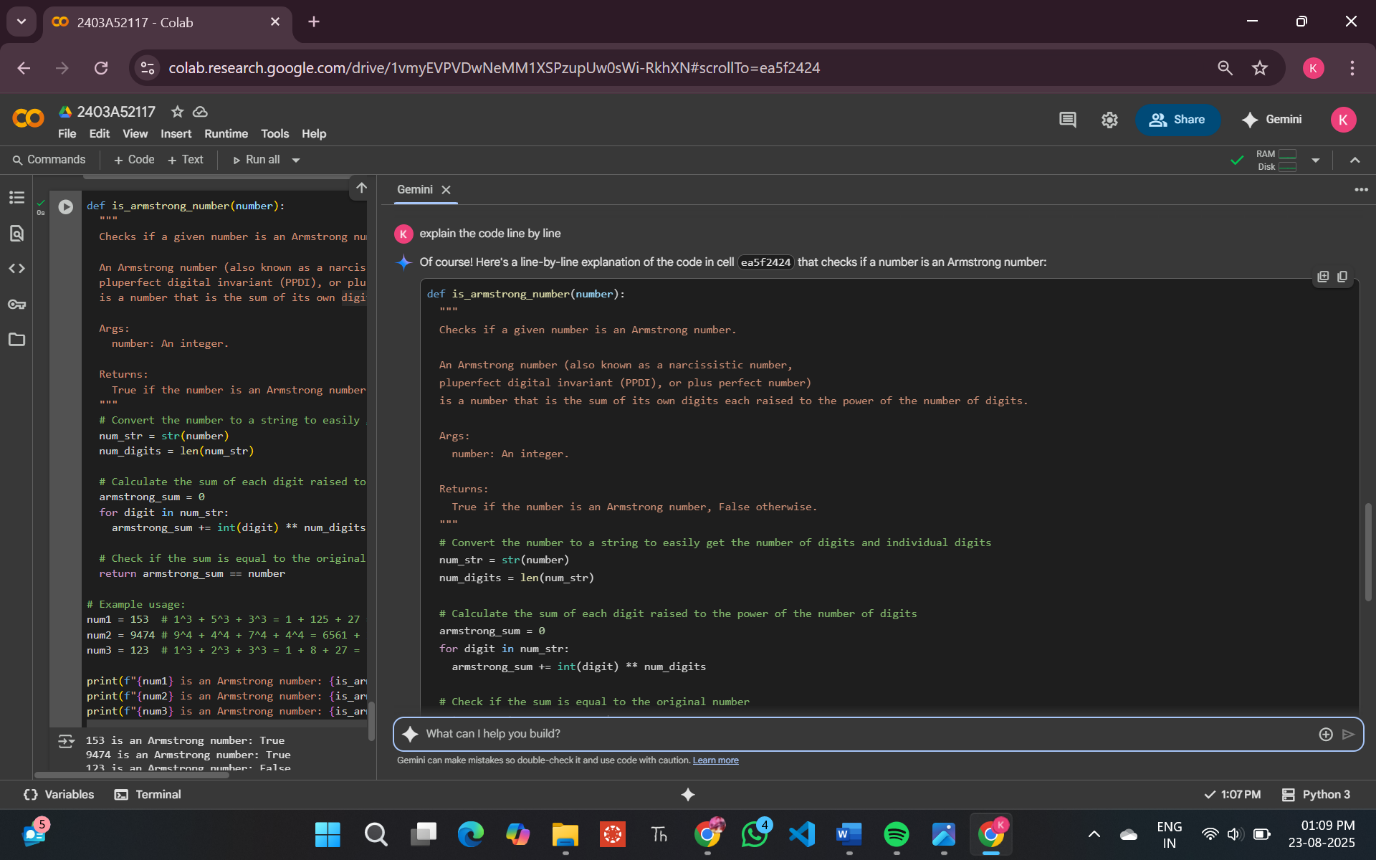 2403A52117 - Colab
colab.research.google.com/drive/1vmyEVPVDwNeMM1XSPzupUw0sWi-RkhXN#scrollTo=ea5f2424
K
2403A52117
File Edit View Insert Runtime Tools Help
Share
Gemini
K
Commands + Code + Text Run all
RAM
Disk
0s
def is_armstrong_number(number):
"""
Checks if a given number is an Armstrong nu
An Armstrong number (also known as a narcis
pluperfect digital invariant (PPDI), or plu
is a number that is the sum of its own digi
Args:
number: An integer.
Returns:
True if the number is an Armstrong number
"""
# Convert the number to a string to easily
num_str = str(number)
num_digits = len(num_str)
# Calculate the sum of each digit raised to
armstrong_sum = 0
for digit in num_str:
armstrong_sum += int(digit) ** num_digits
# Check if the sum is equal to the original
return armstrong_sum == number
# Example usage:
num1 = 153 # 1^3 + 5^3 + 3^3 = 1 + 125 + 27
num2 = 9474 # 9^4 + 4^4 + 7^4 + 4^4 = 6561 +
num3 = 123 # 1^3 + 2^3 + 3^3 = 1 + 8 + 27 =
print(f"{num1} is an Armstrong number: {is_ar
print(f"{num2} is an Armstrong number: {is_ar
print(f"{num3} is an Armstrong number: {is_ar
153 is an Armstrong number: True
9474 is an Armstrong number: True
123 is an Armstrong number: False
Gemini
K explain the code line by line
Of course! Here's a line-by-line explanation of the code in cell ea5f2424 that checks if a number is an Armstrong number:
def is_armstrong_number(number):
"""
Checks if a given number is an Armstrong number.
An Armstrong number (also known as a narcissistic number,
pluperfect digital invariant (PPDI), or plus perfect number)
is a number that is the sum of its own digits each raised to the power of the number of digits.
Args:
number: An integer.
Returns:
True if the number is an Armstrong number, False otherwise.
"""
# Convert the number to a string to easily get the number of digits and individual digits
num_str = str(number)
num_digits = len(num_str)
# Calculate the sum of each digit raised to the power of the number of digits
armstrong_sum = 0
for digit in num_str:
armstrong_sum += int(digit) ** num_digits
# Check if the sum is equal to the original number
What can I help you build?
Gemini can make mistakes so double-check it and use code with caution. Learn more
Variables Terminal
1:07 PM Python 3
5
Th
4
K
ENG
IN
01:09 PM
23-08-2025